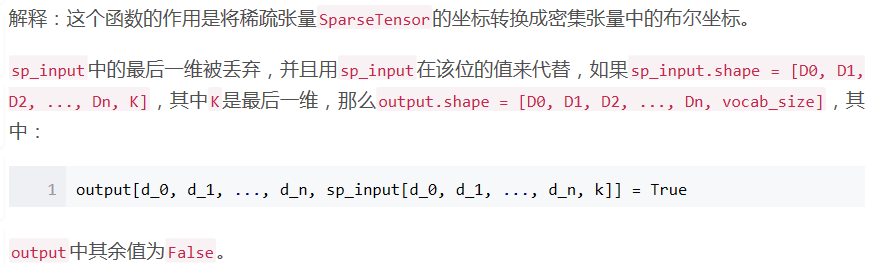 解释：这个函数的作用是将稀疏张量SparseTensor的坐标转换成密集张量中的布尔坐标。
sp_input中的最后一维被丢弃，并且用sp_input在该位的值来代替，如果sp_input.shape = [D0, D1,
D2, ..., Dn, K]，其中K是最后一维，那么output.shape = [D0, D1, D2, ..., Dn, vocab_size]，其
中：
1 output[d_0, d_1, ..., d_n, sp_input[d_0, d_1, ..., d_n, k]] = True
output中其余值为False。